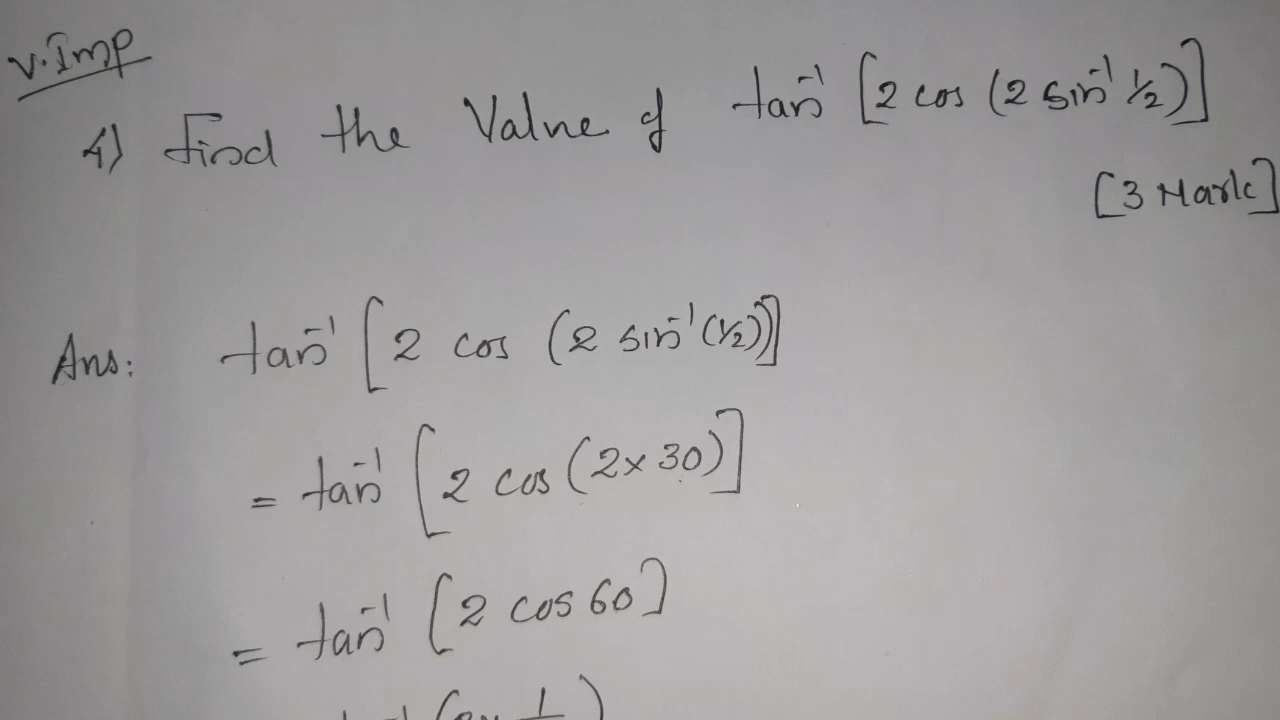 V. Imp
4) Find the Value of tan⁻¹ [2 cos (2 sin⁻¹ 1/2)]
[3 Mark]
Ans: tan⁻¹ [2 cos (2 sin⁻¹(1/2))]
= tan⁻¹ [2 cos (2×30)]
= tan⁻¹ [2 cos 60]